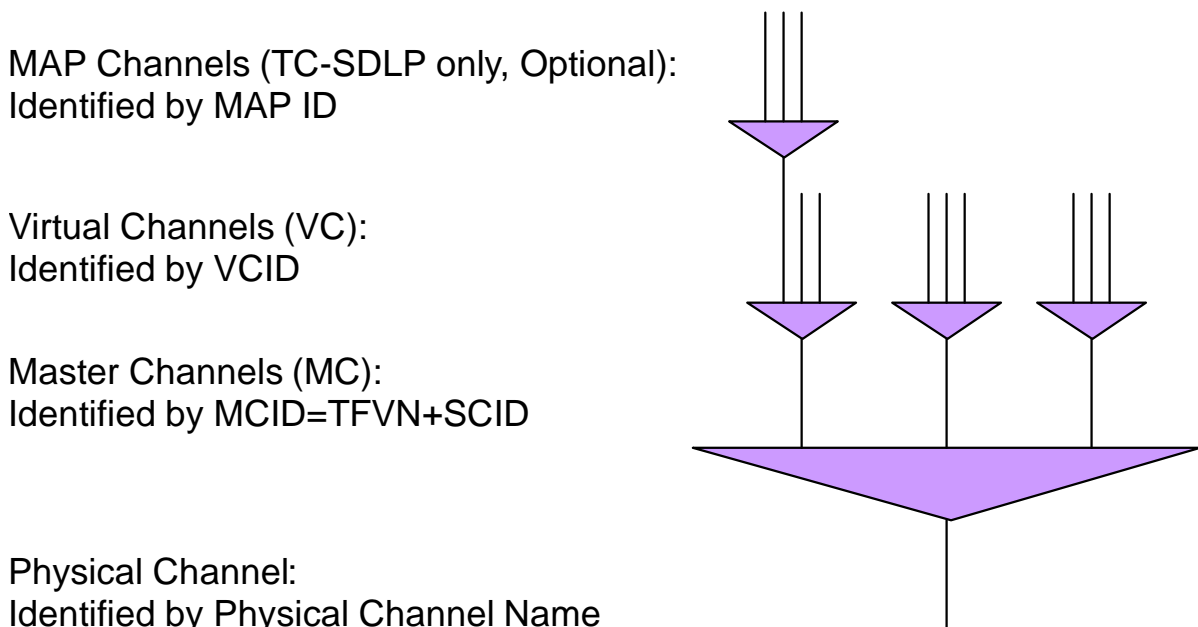 MAP Channels (TC-SDLP only, Optional):
Identified by MAP ID
Virtual Channels (VC):
Identified by VCID
Master Channels (MC):
Identified by MCID=TFVN+SCID
Physical Channel:
Identified by Physical Channel Name